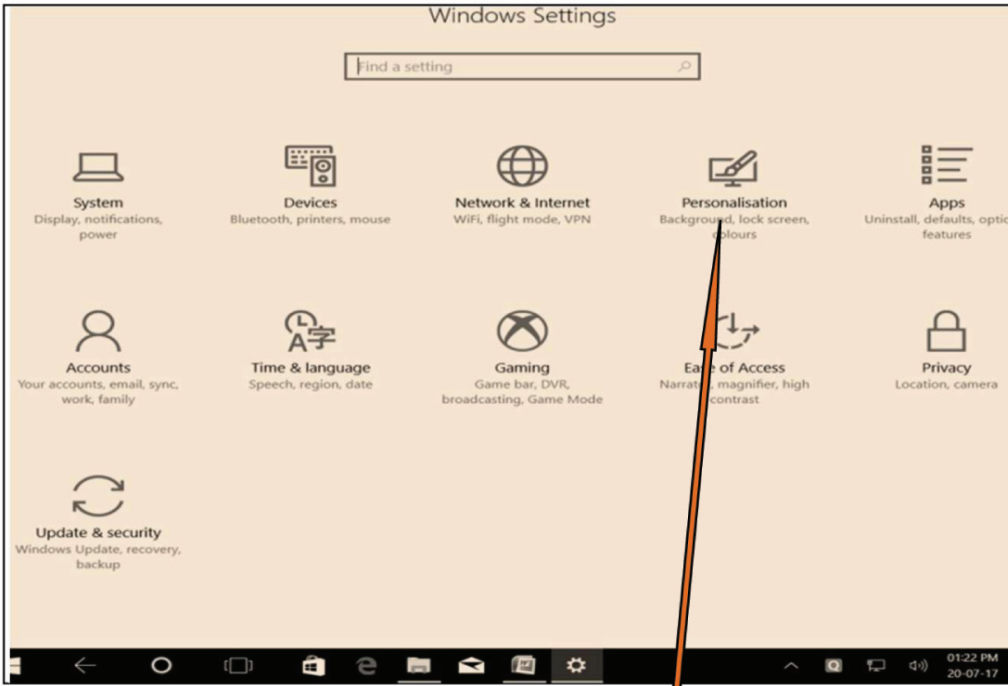 Windows Settings
Find a setting
System
Display, notifications,
power
Devices
Bluetooth, printers, mouse
Network & Internet
WiFi, flight mode, VPN
Personalisation
Background, lock screen,
colours
Apps
Uninstall, defaults, optio
features
Accounts
Your accounts, email, sync,
work, family
Time & language
Speech, region, date
Gaming
Game bar, DVR,
broadcasting, Game Mode
Ease of Access
Narrator, magnifier, high
contrast
Privacy
Location, camera
Update & security
Windows Update, recovery,
backup
01:22 PM
20-07-17